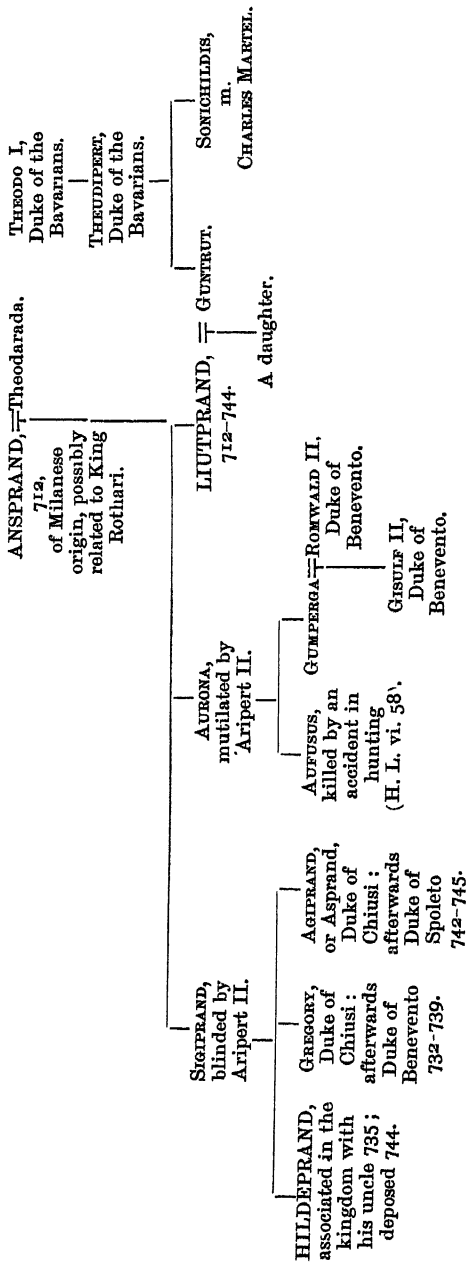 ANSPRAND,╤Theodarada.
712,
of Milanese
origin, possibly
related to King
Rothari.
THEODO I,
Duke of the
Bavarians.
THEUDIPERT,
Duke of the
Bavarians.
SIGIPRAND,
blinded by
Aripert II.
AURONA,
mutilated by
Aripert II.
LIUTPRAND, ╤ GUNTRUT.
712–744.
SONICHILDIS,
m.
CHARLES MARTEL.
A daughter.
HILDEPRAND,
associated in the
kingdom with
his uncle 735;
deposed 744.
GREGORY,
Duke of
Chiusi:
afterwards
Duke of
Benevento
732–739.
AGIPRAND,
or Asprand,
Duke of
Chiusi:
afterwards
Duke of
Spoleto
742–745.
AUFUSUS,
killed by an
accident in
hunting
(H. L. vi. 58).
GUMPERGA╤ROMWALD II,
Duke of
Benevento.
GISULF II,
Duke of
Benevento.